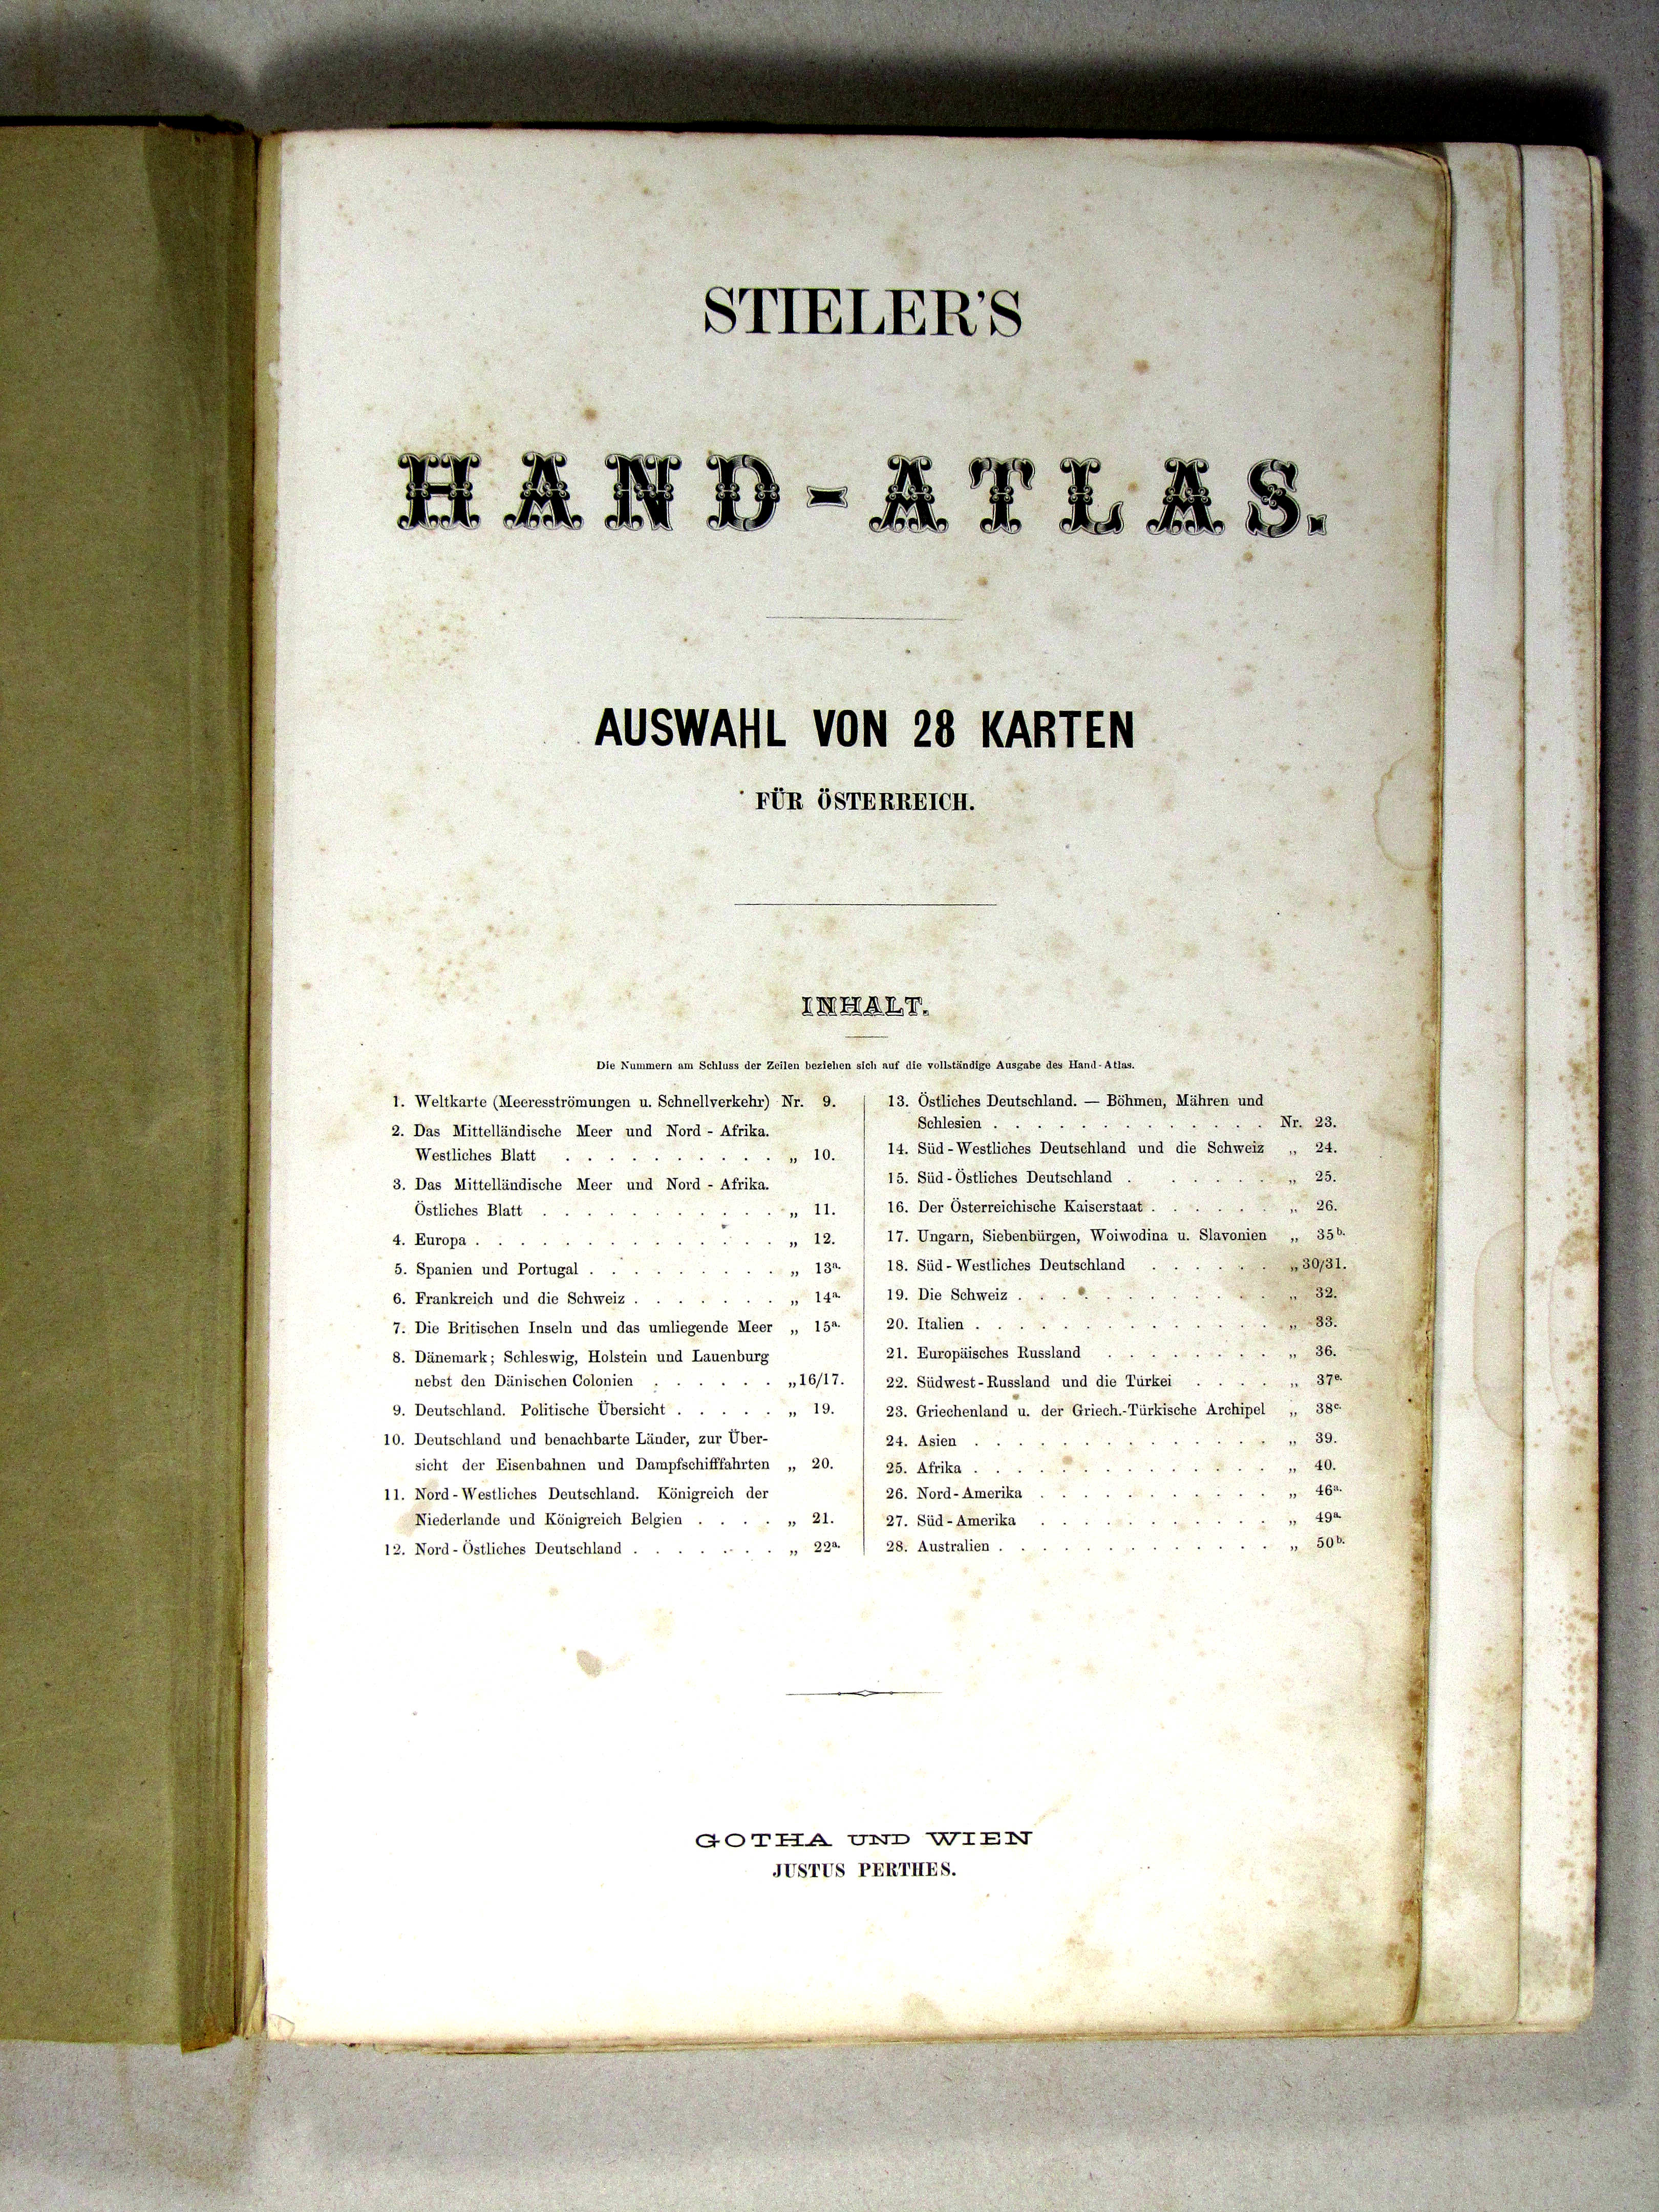 STIELER'S
HAND-ATLAS.
AUSWAHL VON 28 KARTEN
FÜR ÖSTERREICH.
INHALT.
Die Nummern am Schluss der Zeilen beziehen sich auf die vollständige Ausgabe des Hand-Atlas.
1. Weltkarte (Meeresströmungen u. Schnellverkehr) Nr. 9.
2. Das Mittelländische Meer und Nord-Afrika.
Westliches Blatt . . . . . . . . . . „ 10.
3. Das Mittelländische Meer und Nord-Afrika.
Östliches Blatt . . . . . . . . . . . „ 11.
4. Europa . . . . . . . . . . . . . . „ 12.
5. Spanien und Portugal . . . . . . . . . „ 13a.
6. Frankreich und die Schweiz . . . . . . . „ 14a.
7. Die Britischen Inseln und das umliegende Meer „ 15a.
8. Dänemark; Schleswig, Holstein und Lauenburg
nebst den Dänischen Colonien . . . . . . „ 16/17.
9. Deutschland. Politische Übersicht . . . . . „ 19.
10. Deutschland und benachbarte Länder, zur Über-
sicht der Eisenbahnen und Dampfschifffahrten „ 20.
11. Nord-Westliches Deutschland. Königreich der
Niederlande und Königreich Belgien . . . . „ 21.
12. Nord-Östliches Deutschland . . . . . . . „ 22a.
13. Östliches Deutschland. — Böhmen, Mähren und
Schlesien . . . . . . . . . . . . . Nr. 23.
14. Süd-Westliches Deutschland und die Schweiz „ 24.
15. Süd-Östliches Deutschland . . . . . . „ 25.
16. Der Österreichische Kaiserstaat . . . . . . „ 26.
17. Ungarn, Siebenbürgen, Woiwodina u. Slavonien „ 35b.
18. Süd-Westliches Deutschland . . . . . . „ 30/31.
19. Die Schweiz . . . . . . . . . . . . „ 32.
20. Italien . . . . . . . . . . . . . . „ 33.
21. Europäisches Russland . . . . . . . . „ 36.
22. Südwest-Russland und die Türkei . . . . „ 37e.
23. Griechenland u. der Griech.-Türkische Archipel „ 38c.
24. Asien . . . . . . . . . . . . . . „ 39.
25. Afrika . . . . . . . . . . . . . . „ 40.
26. Nord-Amerika . . . . . . . . . . . „ 46a.
27. Süd-Amerika . . . . . . . . . . . „ 49a.
28. Australien . . . . . . . . . . . . . „ 50b.
GOTHA UND WIEN
JUSTUS PERTHES.